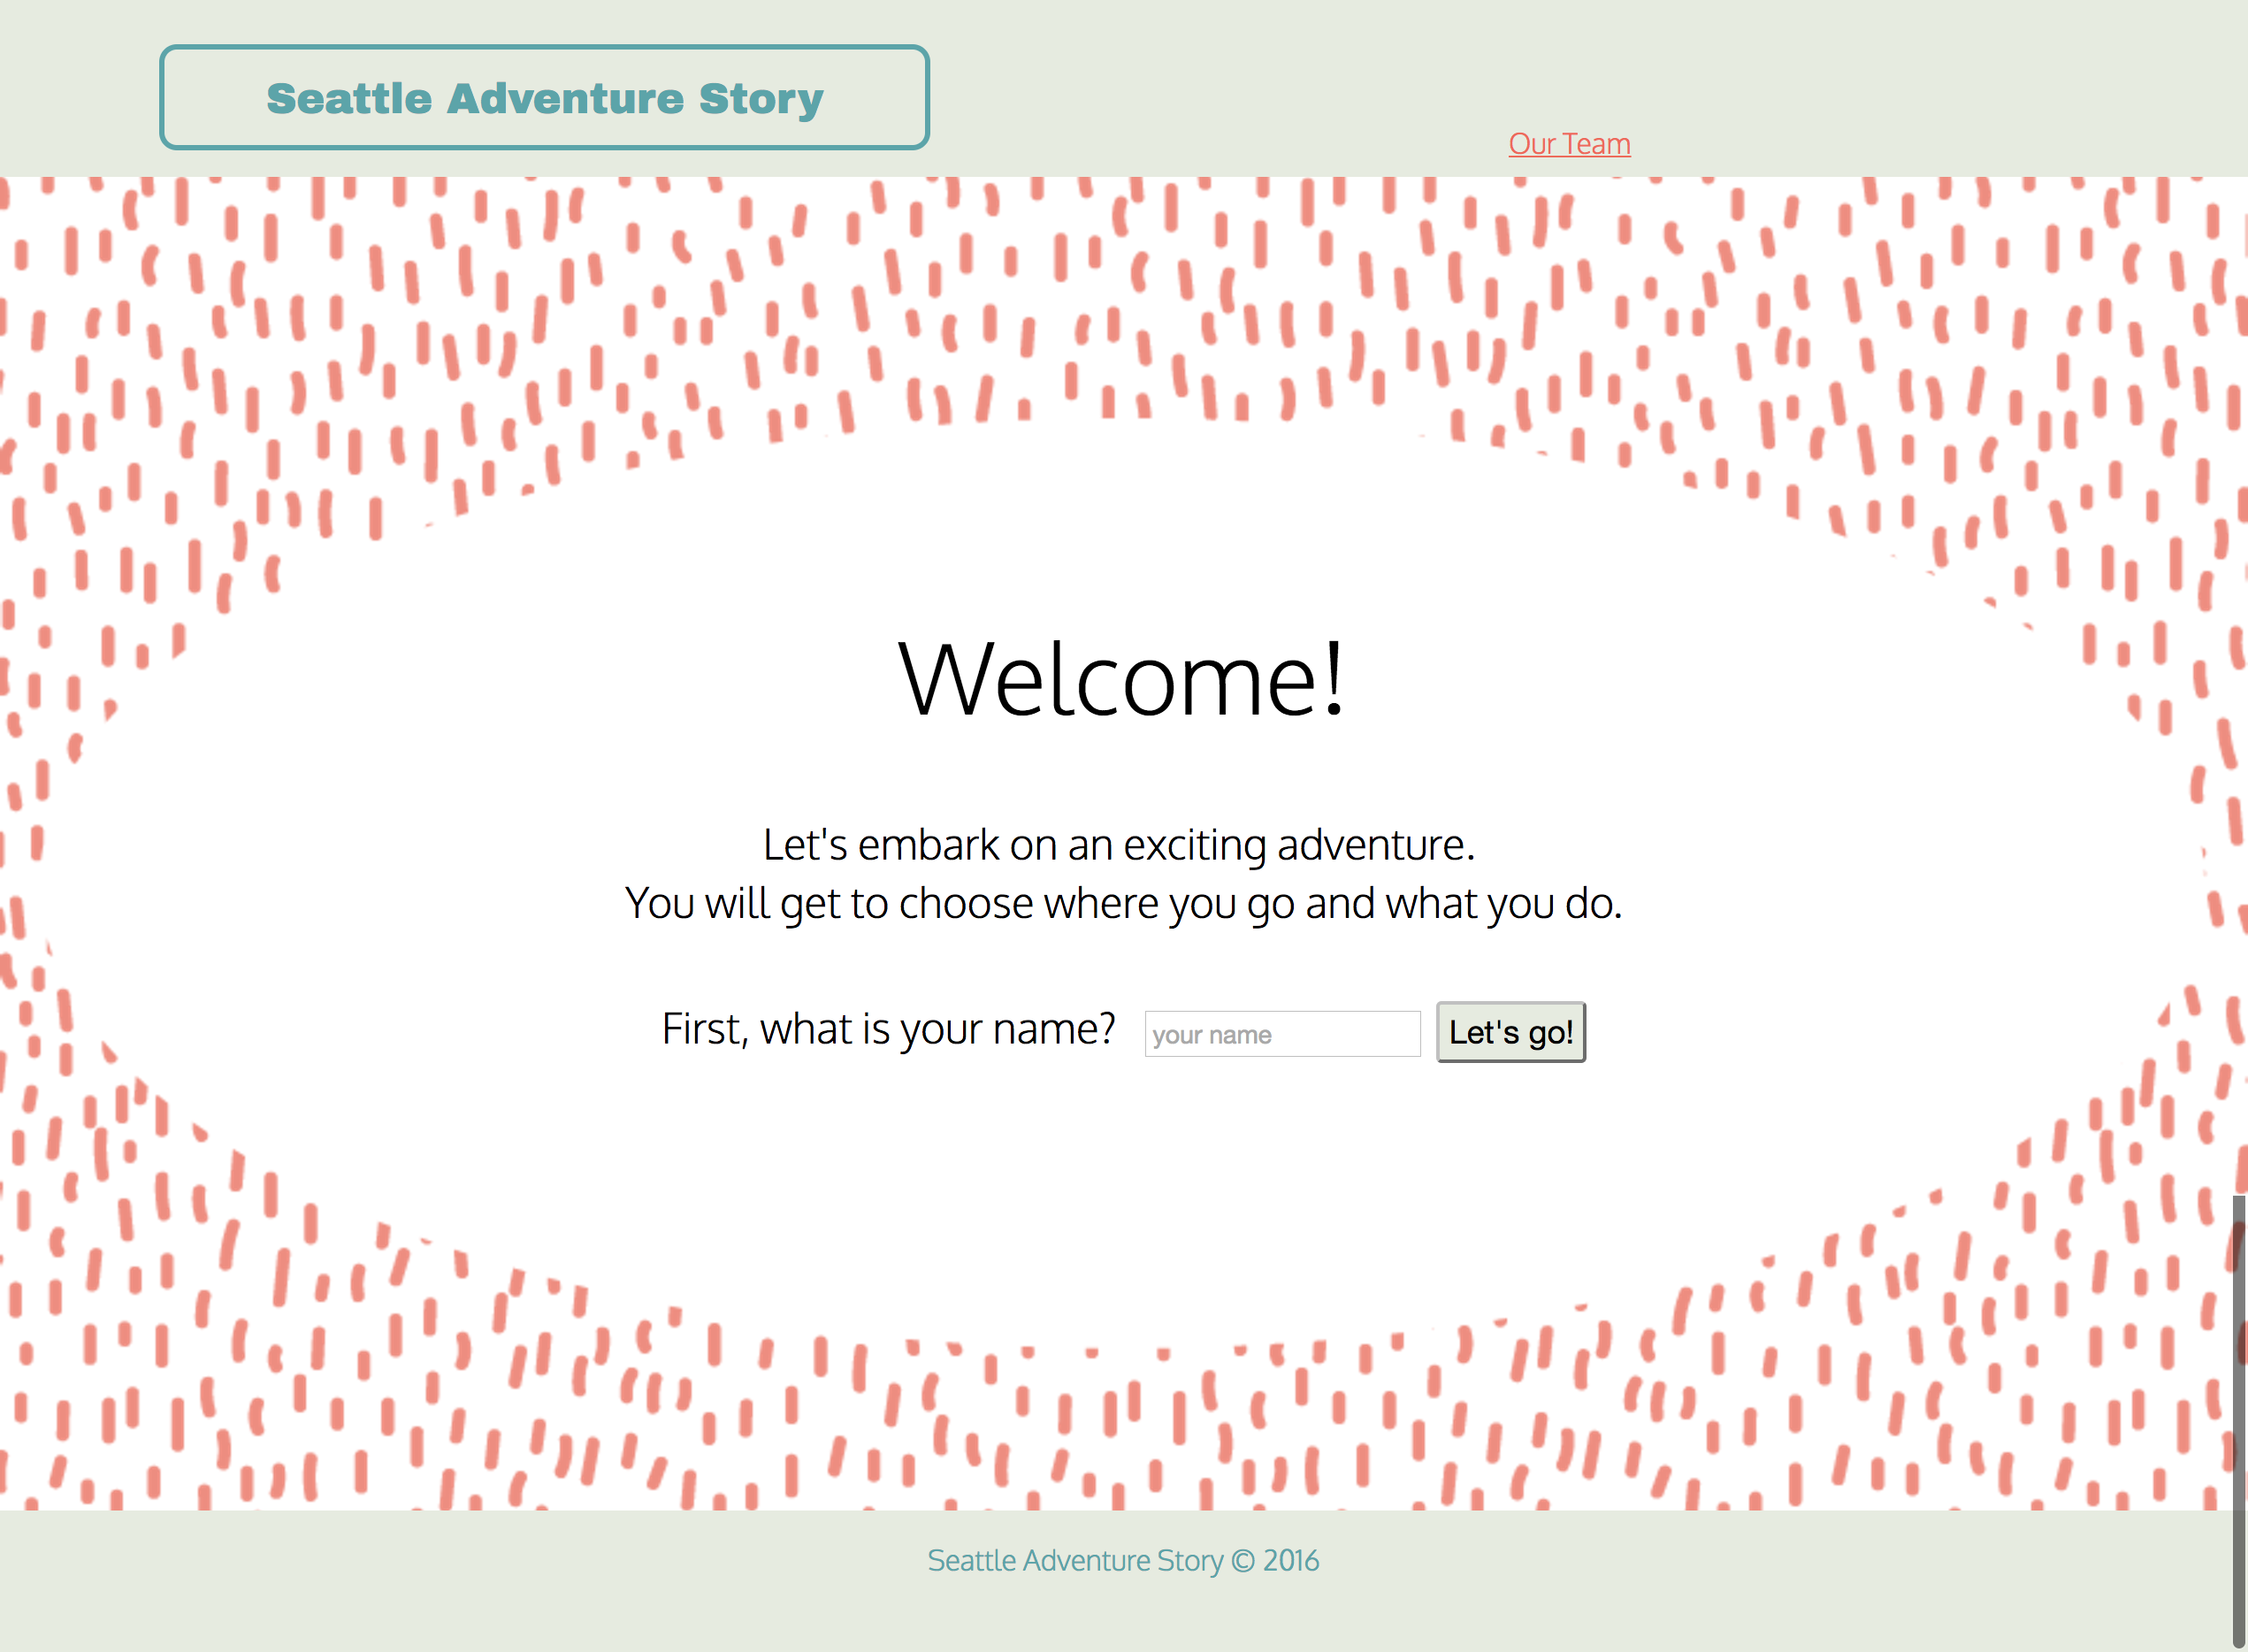 Seattle Adventure Story
Our Team
Welcome!
Let's embark on an exciting adventure.
You will get to choose where you go and what you do.
First, what is your name? your name Let's go!
Seattle Adventure Story © 2016